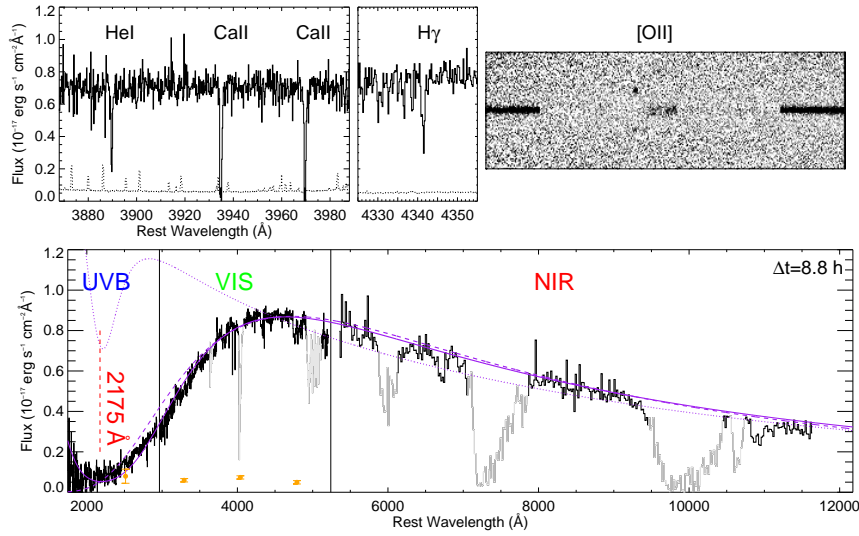 HeI CaII CaII
Hγ
[OII]
Flux (10⁻¹⁷ erg s⁻¹ cm⁻²Å⁻¹)
1.2
1.0
0.8
0.6
0.4
0.2
0.0
3880 3900 3920 3940 3960 3980
4330 4340 4350
Rest Wavelength (Å)
UVB VIS NIR Δt=8.8 h
2175 Å
Flux (10⁻¹⁷ erg s⁻¹ cm⁻²Å⁻¹)
1.2
1.0
0.8
0.6
0.4
0.2
0.0
2000 4000 6000 8000 10000 12000
Rest Wavelength (Å)